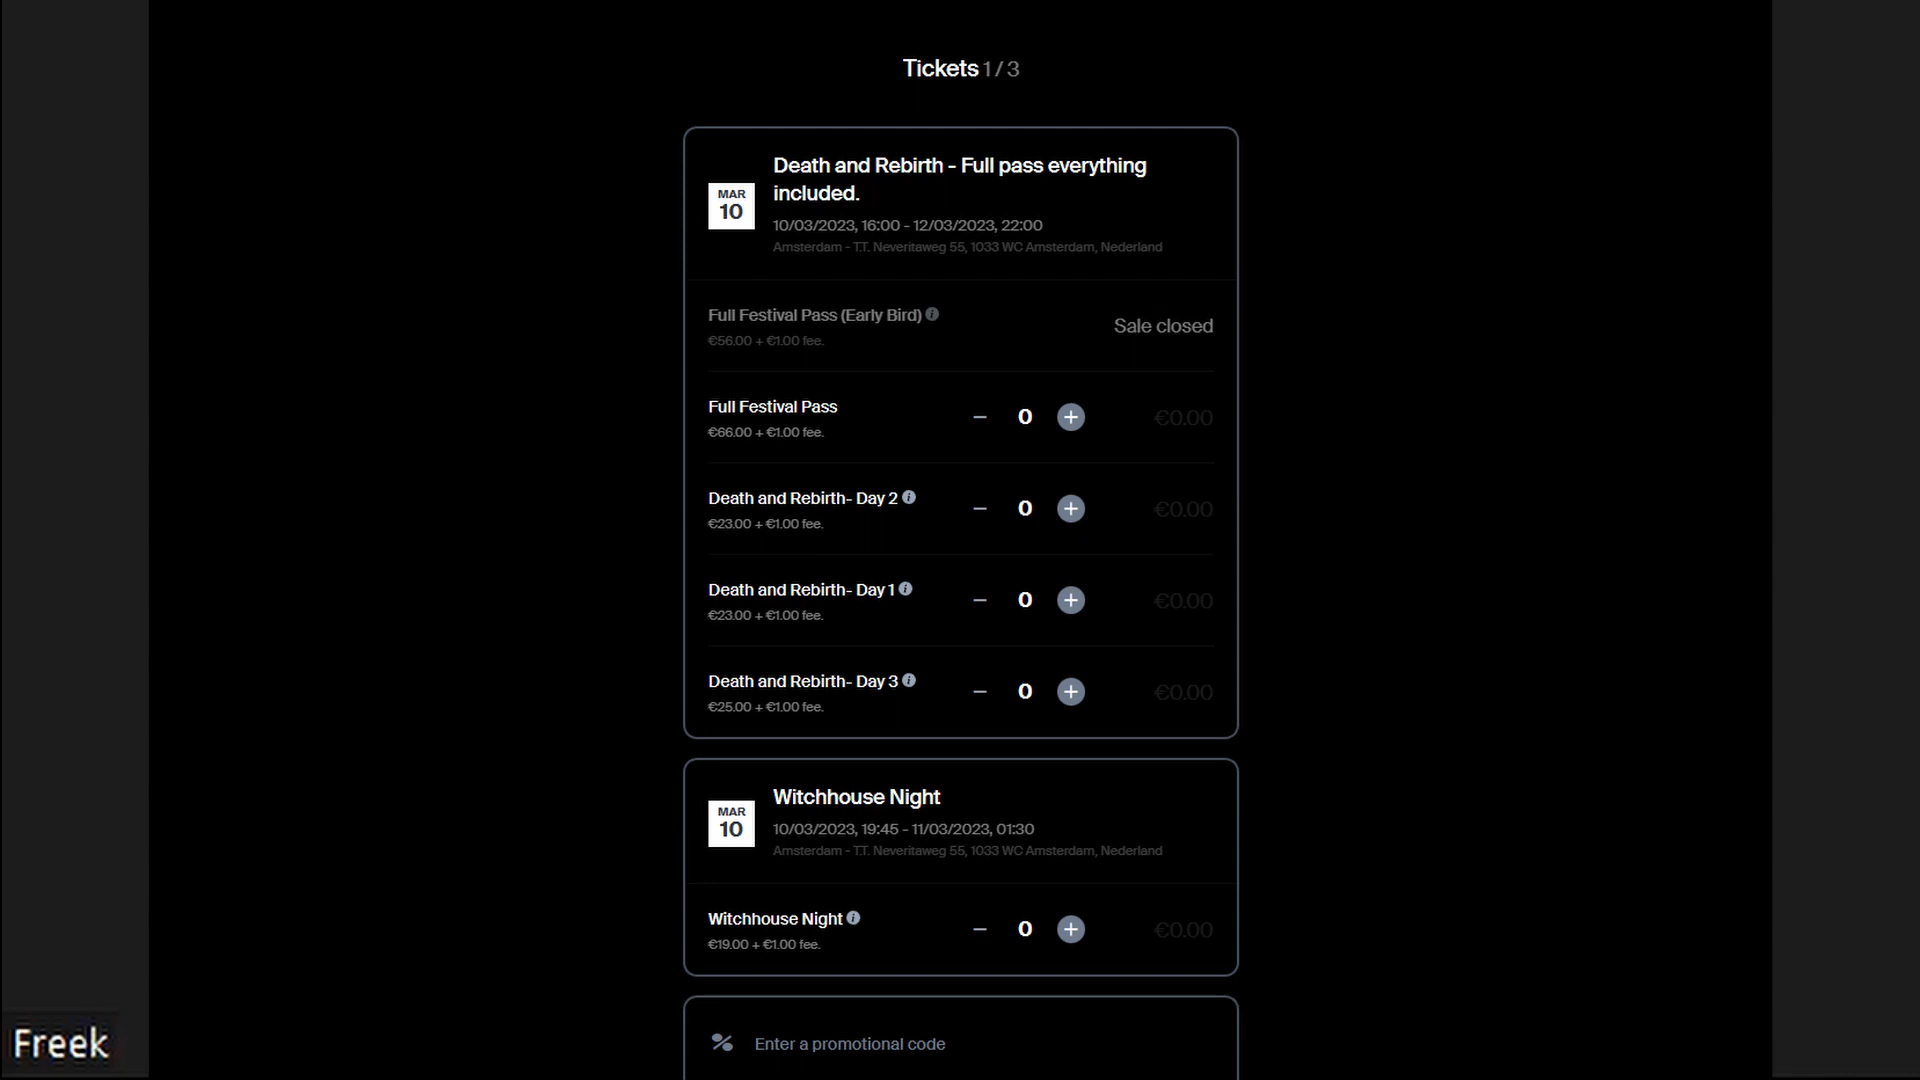 Tickets 1 / 3
MAR
10
Death and Rebirth - Full pass everything
included.
10/03/2023, 16:00 - 12/03/2023, 22:00
Amsterdam - T.T. Neveritaweg 55, 1033 WC Amsterdam, Nederland
Full Festival Pass (Early Bird) i
€56.00 + €1.00 fee.
Sale closed
Full Festival Pass
€66.00 + €1.00 fee.
− 0 + €0.00
Death and Rebirth- Day 2 i
€23.00 + €1.00 fee.
− 0 + €0.00
Death and Rebirth- Day 1 i
€23.00 + €1.00 fee.
− 0 + €0.00
Death and Rebirth- Day 3 i
€25.00 + €1.00 fee.
− 0 + €0.00
MAR
10
Witchhouse Night
10/03/2023, 19:45 - 11/03/2023, 01:30
Amsterdam - T.T. Neveritaweg 55, 1033 WC Amsterdam, Nederland
Witchhouse Night i
€19.00 + €1.00 fee.
− 0 + €0.00
% Enter a promotional code
Freek